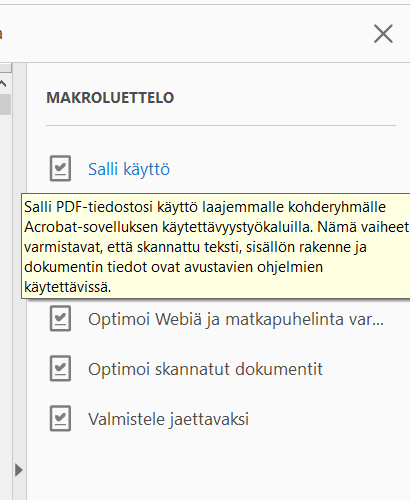 MAKROLUETTELO
Salli käyttö
Salli PDF-tiedostosi käyttö laajemmalle kohderyhmälle
Acrobat-sovelluksen käytettävyystyökaluilla. Nämä vaiheet
varmistavat, että skannattu teksti, sisällön rakenne ja
dokumentin tiedot ovat avustavien ohjelmien
käytettävissä.
Optimoi Webiä ja matkapuhelinta var...
Optimoi skannatut dokumentit
Valmistele jaettavaksi